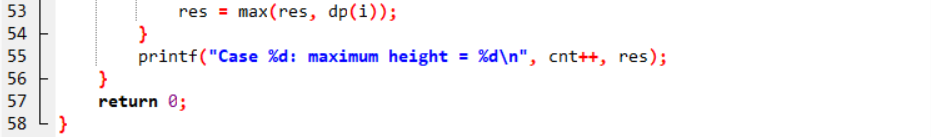 53 res = max(res, dp(i));
54 }
55 printf("Case %d: maximum height = %d\n", cnt++, res);
56 }
57 return 0;
58 }